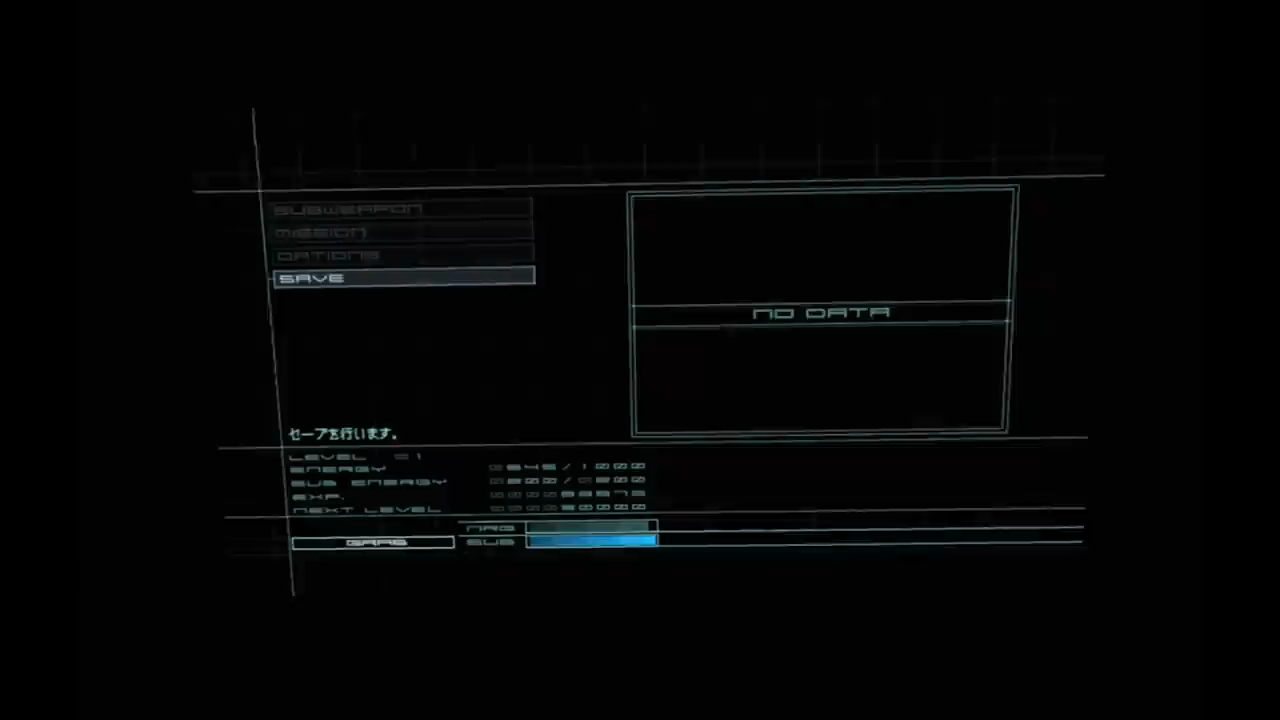 SUBWEAPON
MISSION
OPTIONS
SAVE
NO DATA
セーブを行います。
LEVEL
ENERGY
SUB ENERGY
EXP.
NEXT LEVEL
NRG
GRAB
SUB